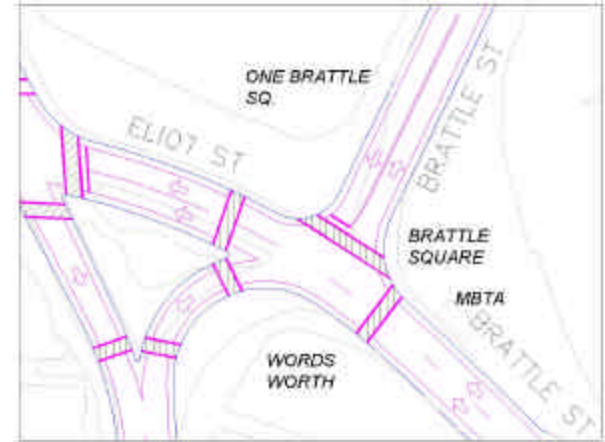 ONE BRATTLE
SQ.
ELIOT ST
BRATTLE ST
BRATTLE
SQUARE
MBTA
BRATTLE ST
WORDS
WORTH